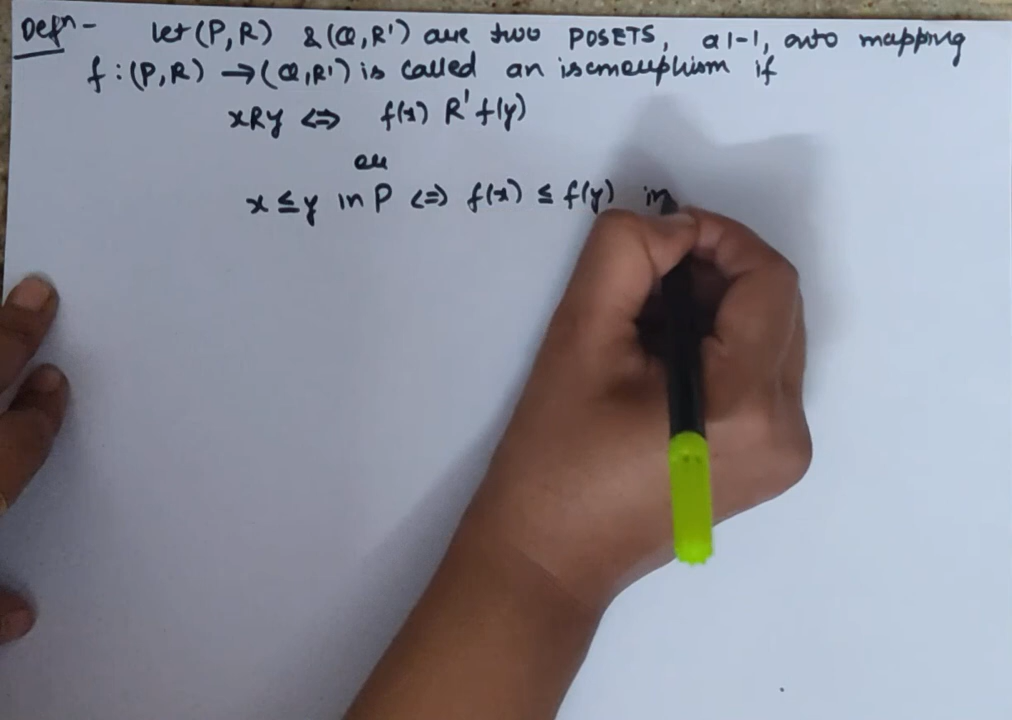 Defn- let (P,R) & (Q,R') are two POSETS, a 1-1, onto mapping
f : (P,R) → (Q,R') is called an isomorphism if
xRy ⇔ f(x) R' f(y)
or
x ≤ y in P ⇔ f(x) ≤ f(y) in